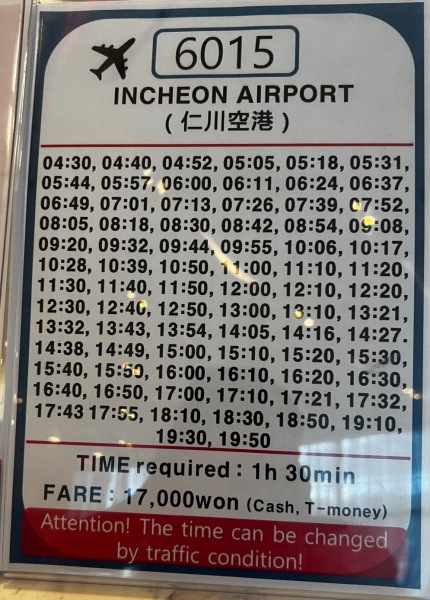 6015
INCHEON AIRPORT
(仁川空港)
04:30, 04:40, 04:52, 05:05, 05:18, 05:31,
05:44, 05:57, 06:00, 06:11, 06:24, 06:37,
06:49, 07:01, 07:13, 07:26, 07:39, 07:52,
08:05, 08:18, 08:30, 08:42, 08:54, 09:08,
09:20, 09:32, 09:44, 09:55, 10:06, 10:17,
10:28, 10:39, 10:50, 11:00, 11:10, 11:20,
11:30, 11:40, 11:50, 12:00, 12:10, 12:20,
12:30, 12:40, 12:50, 13:00, 13:10, 13:21,
13:32, 13:43, 13:54, 14:05, 14:16, 14:27.
14:38, 14:49, 15:00, 15:10, 15:20, 15:30,
15:40, 15:50, 16:00, 16:10, 16:20, 16:30,
16:40, 16:50, 17:00, 17:10, 17:21, 17:32,
17:43 17:55, 18:10, 18:30, 18:50, 19:10,
19:30, 19:50
TIME required : 1h 30min
FARE : 17,000won (Cash, T-money)
Attention! The time can be changed
by traffic condition!